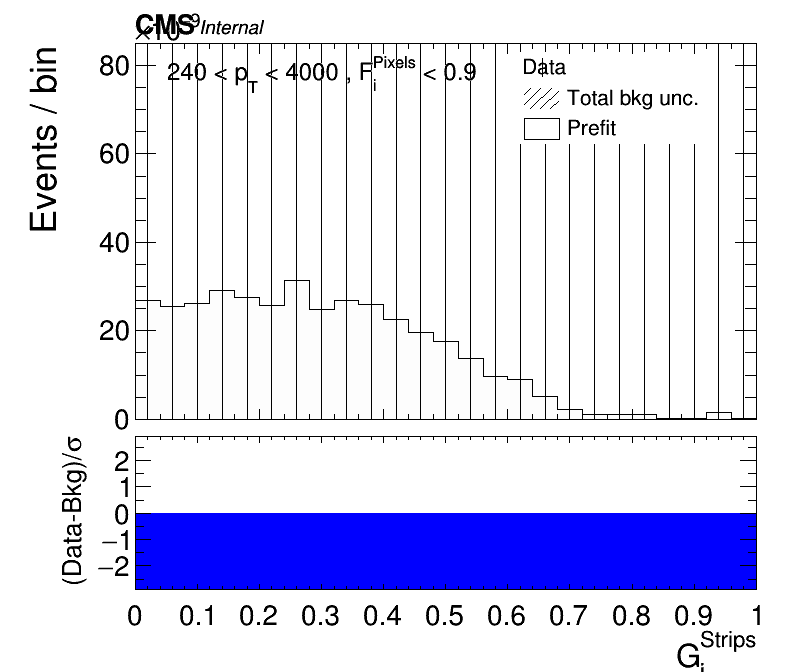 CMS Internal
×10⁹
Events / bin
240 < p_T < 4000 , F_i^Pixels < 0.9
Data
Total bkg unc.
Prefit
80
60
40
20
0
(Data-Bkg)/σ
2
1
0
−1
−2
0 0.1 0.2 0.3 0.4 0.5 0.6 0.7 0.8 0.9 1
G_i^Strips